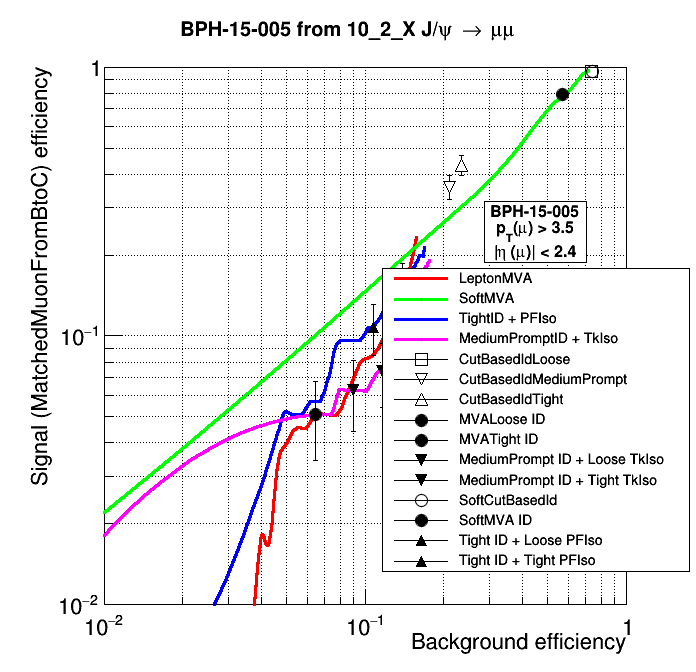 BPH-15-005 from 10_2_X J/ψ → μμ
Signal (MatchedMuonFromBtoC) efficiency
1
10⁻¹
10⁻²
BPH-15-005
p_T(μ) > 3.5
|η (μ)| < 2.4
LeptonMVA
SoftMVA
TightID + PFIso
MediumPromptID + TkIso
CutBasedIdLoose
CutBasedIdMediumPrompt
CutBasedIdTight
MVALoose ID
MVATight ID
MediumPrompt ID + Loose TkIso
MediumPrompt ID + Tight TkIso
SoftCutBasedId
SoftMVA ID
Tight ID + Loose PFIso
Tight ID + Tight PFIso
10⁻² 10⁻¹ 1
Background efficiency